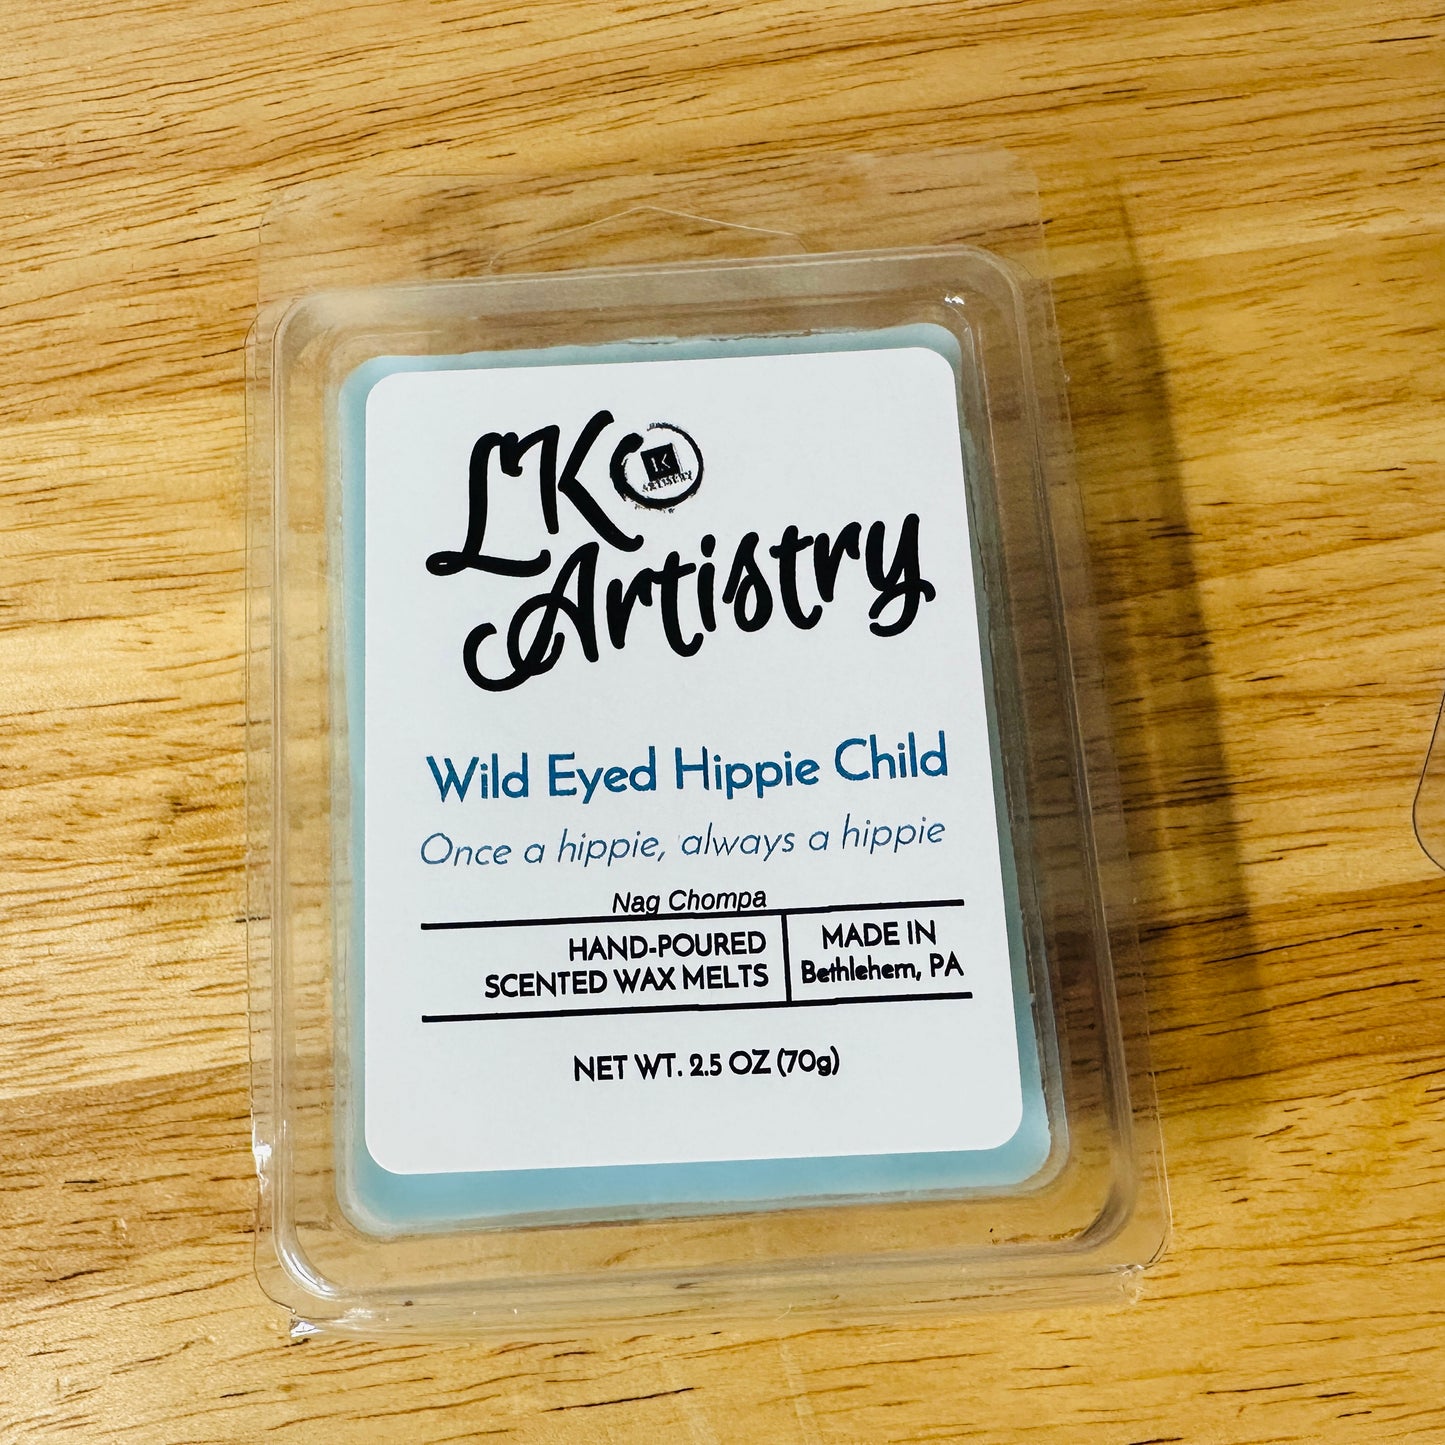 LK
K
ARTISTRY
Artistry
Wild Eyed Hippie Child
Once a hippie, always a hippie
Nag Chompa
HAND-POURED
SCENTED WAX MELTS
MADE IN
Bethlehem, PA
NET WT. 2.5 OZ (70g)